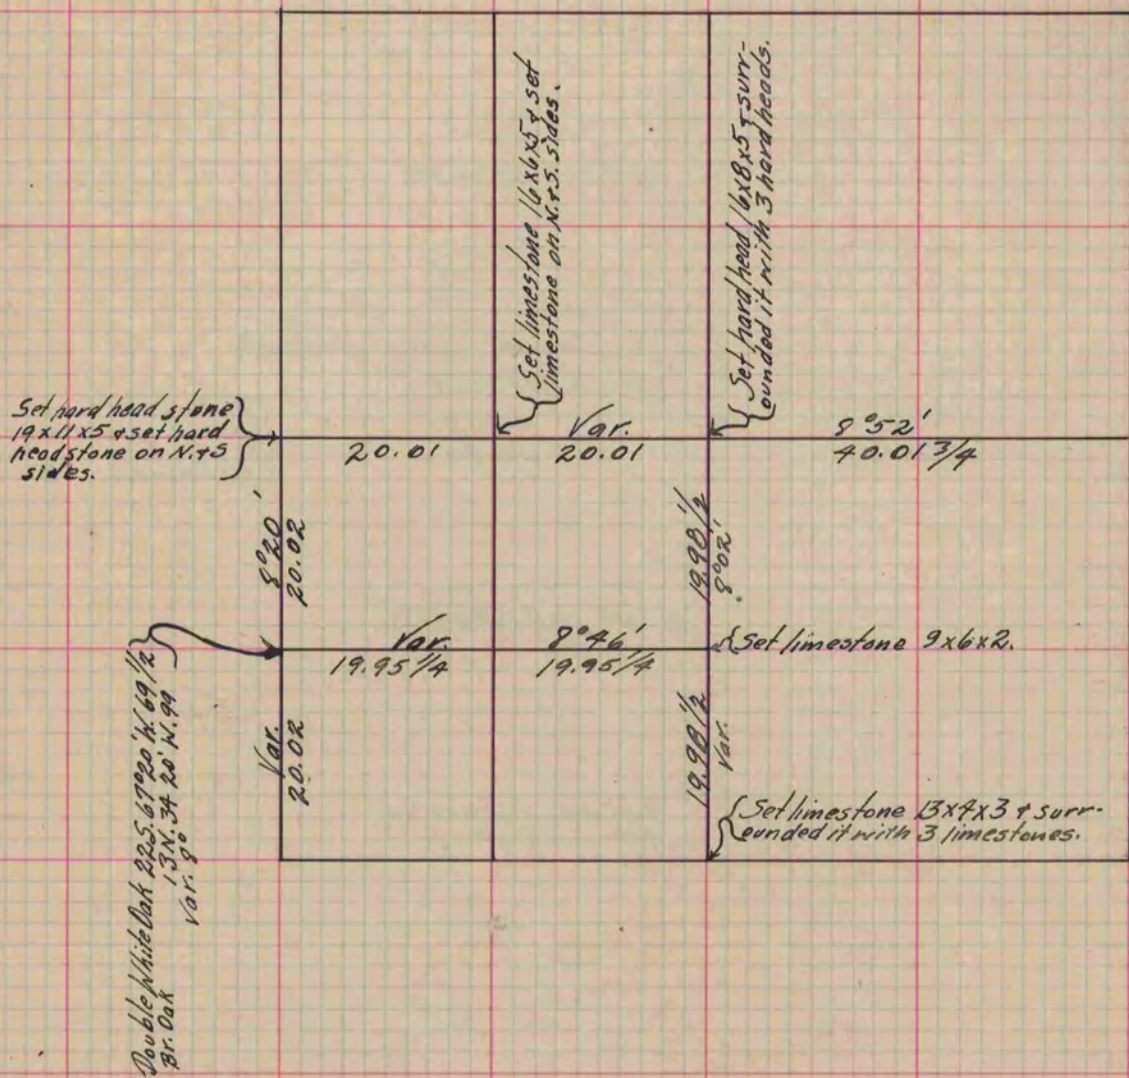 Set limestone 16x6x5 & set
limestone on N. & S. sides.
Set hard head 16x8x5 & surr-
ounded it with 3 hard heads.
Set hard head stone
19 x 11 x 5 & set hard
head stone on N. & S
sides.
Var. 8° 52'
20.01 20.01 40.01 3/4
8° 20'
20.02
19.98 1/2
8° 02'
Var. 8° 46'
19.95 1/4 19.95 1/4
Set limestone 9x6x2.
Var.
20.02
19.98 1/2
Var.
Set limestone 13x4x3 & surr-
ounded it with 3 limestones.
Double White Oak 22 S. 67° 20' W. 69 1/2
Br. Oak 13 N. 34 20' W. 99
Var. 8°